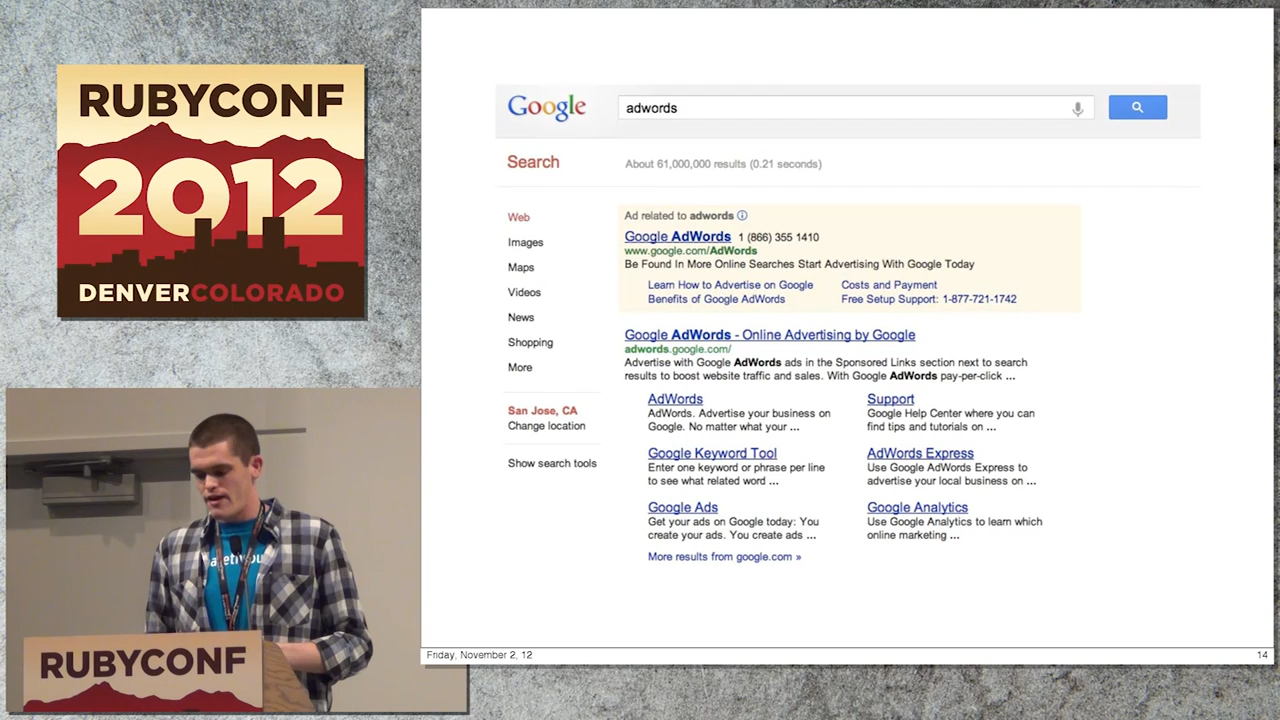 RUBYCONF
2012
DENVERCOLORADO
Google
adwords
Search
About 61,000,000 results (0.21 seconds)
Web
Images
Maps
Videos
News
Shopping
More
San Jose, CA
Change location
Show search tools
Ad related to adwords
Google AdWords 1 (866) 355 1410
www.google.com/AdWords
Be Found In More Online Searches Start Advertising With Google Today
Learn How to Advertise on Google Costs and Payment
Benefits of Google AdWords Free Setup Support: 1-877-721-1742
Google AdWords - Online Advertising by Google
adwords.google.com/
Advertise with Google AdWords ads in the Sponsored Links section next to search
results to boost website traffic and sales. With Google AdWords pay-per-click ...
AdWords
AdWords. Advertise your business on
Google. No matter what your ...
Support
Google Help Center where you can
find tips and tutorials on ...
Google Keyword Tool
Enter one keyword or phrase per line
to see what related word ...
AdWords Express
Use Google AdWords Express to
advertise your local business on ...
Google Ads
Get your ads on Google today: You
create your ads. You create ads ...
Google Analytics
Use Google Analytics to learn which
online marketing ...
More results from google.com »
RUBYCONF
Friday, November 2, 12
14